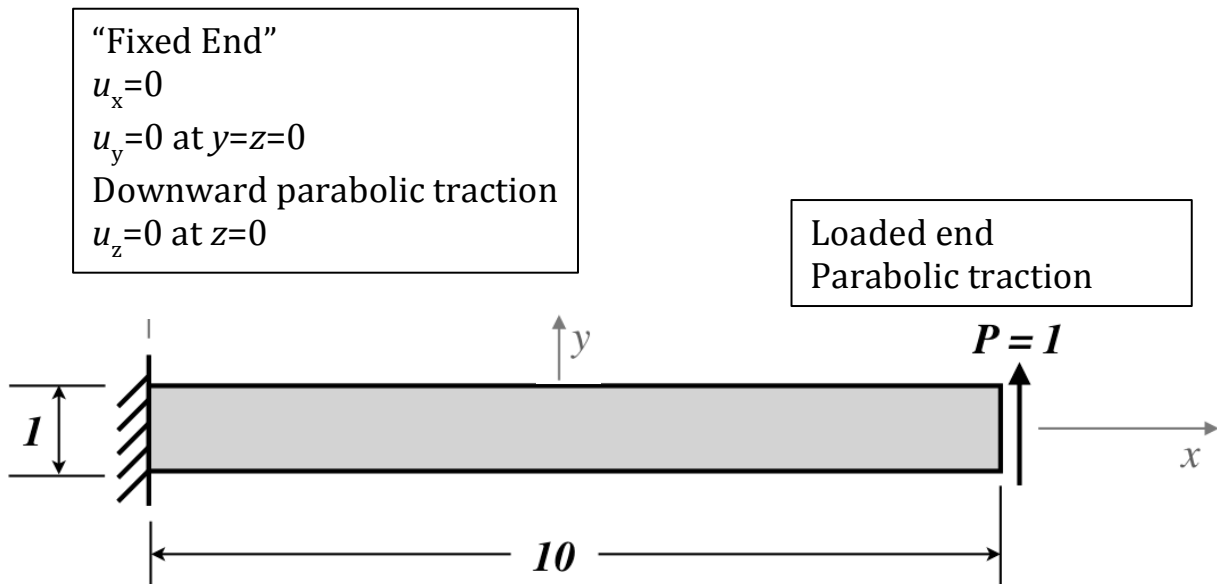 “Fixed End”
uₓ=0
u_y=0 at y=z=0
Downward parabolic traction
u_z=0 at z=0
Loaded end
Parabolic traction
y
P = 1
1
x
10